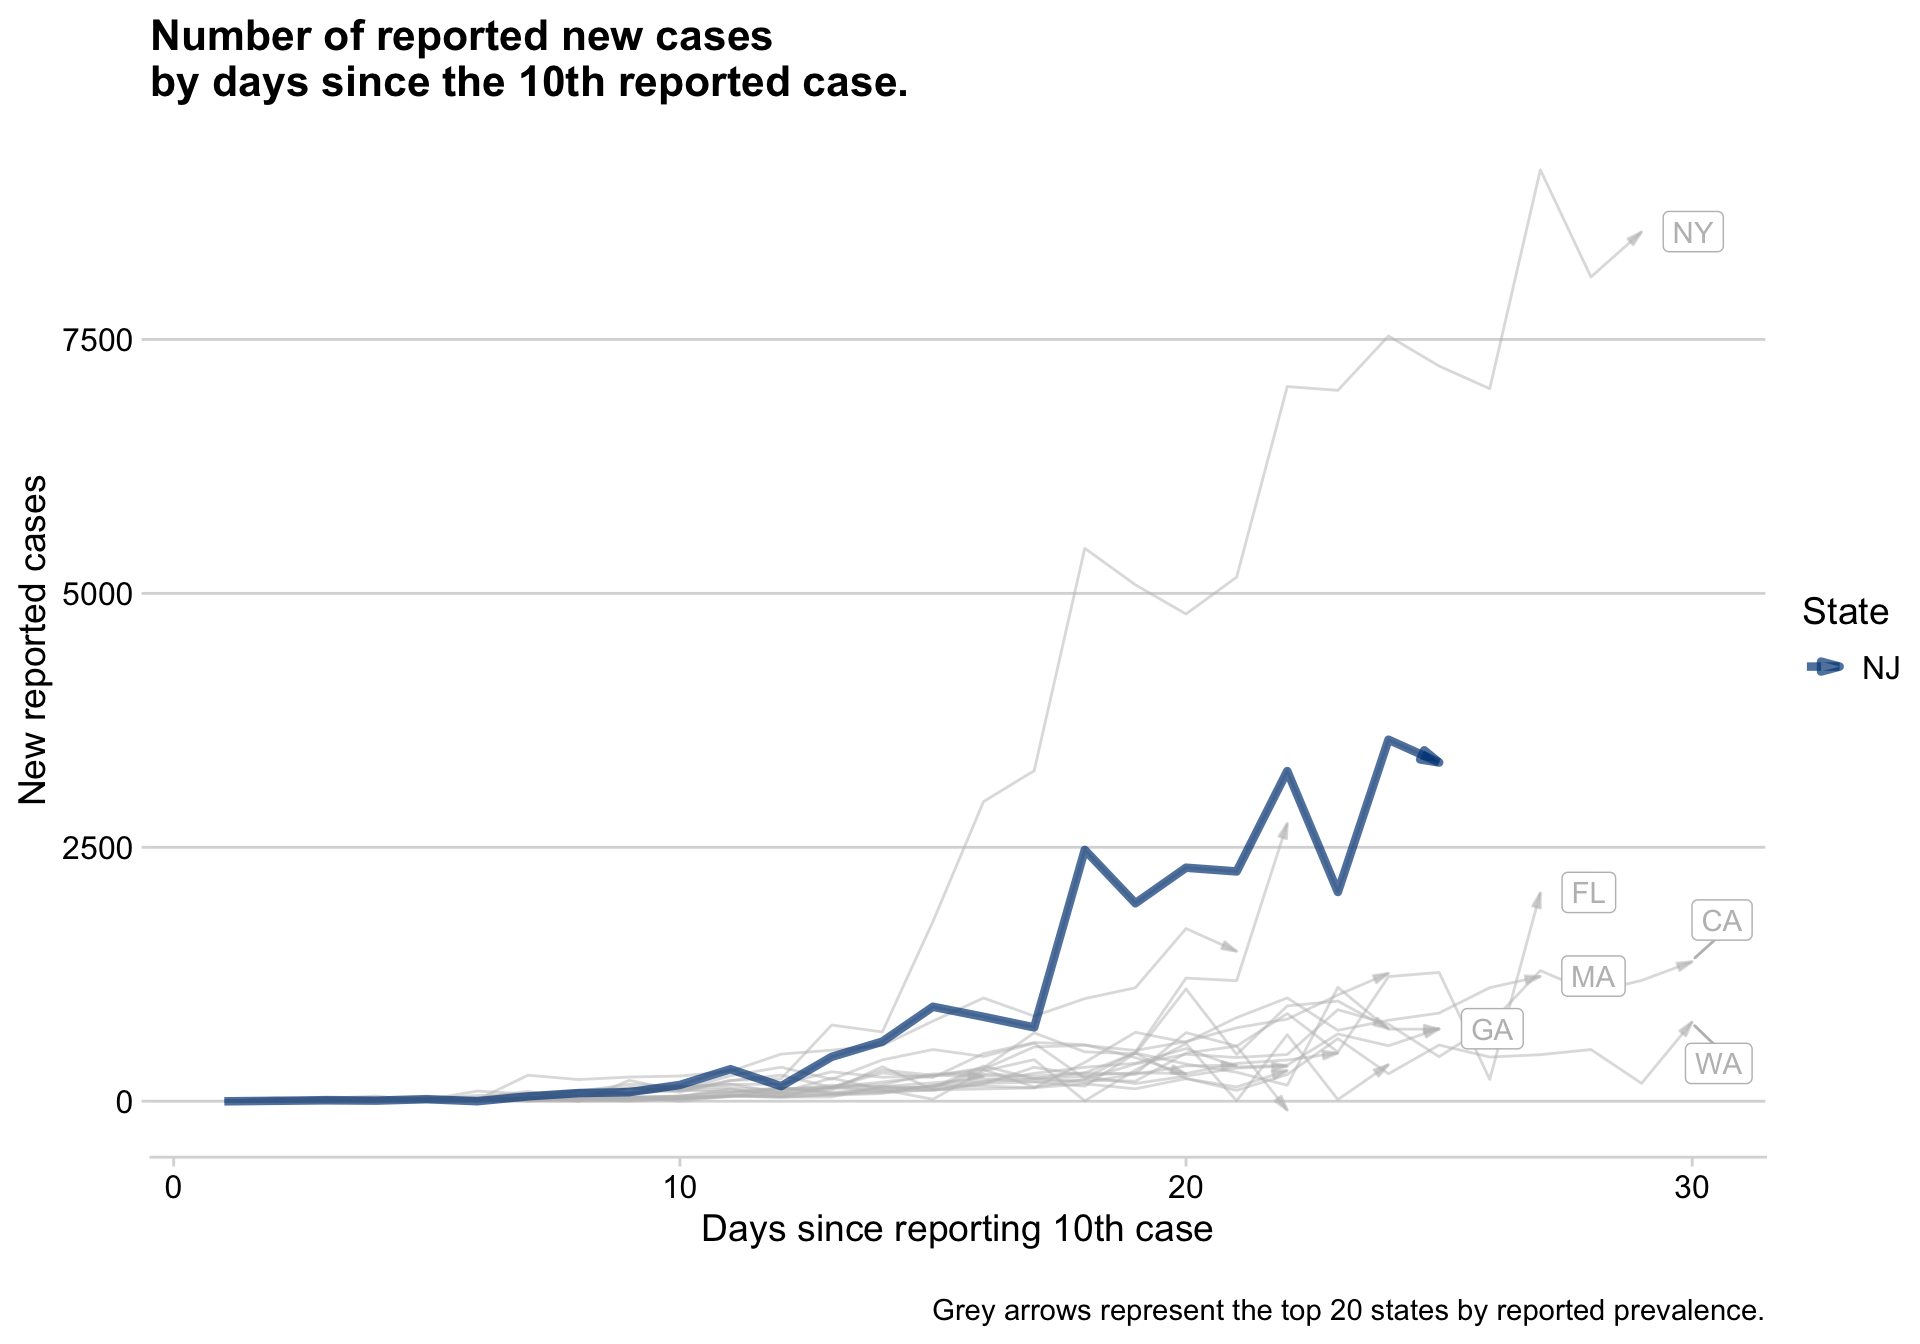 Number of reported new cases
by days since the 10th reported case.
New reported cases
7500
5000
2500
0
NY
FL
CA
MA
GA
WA
State
NJ
0
10
20
30
Days since reporting 10th case
Grey arrows represent the top 20 states by reported prevalence.